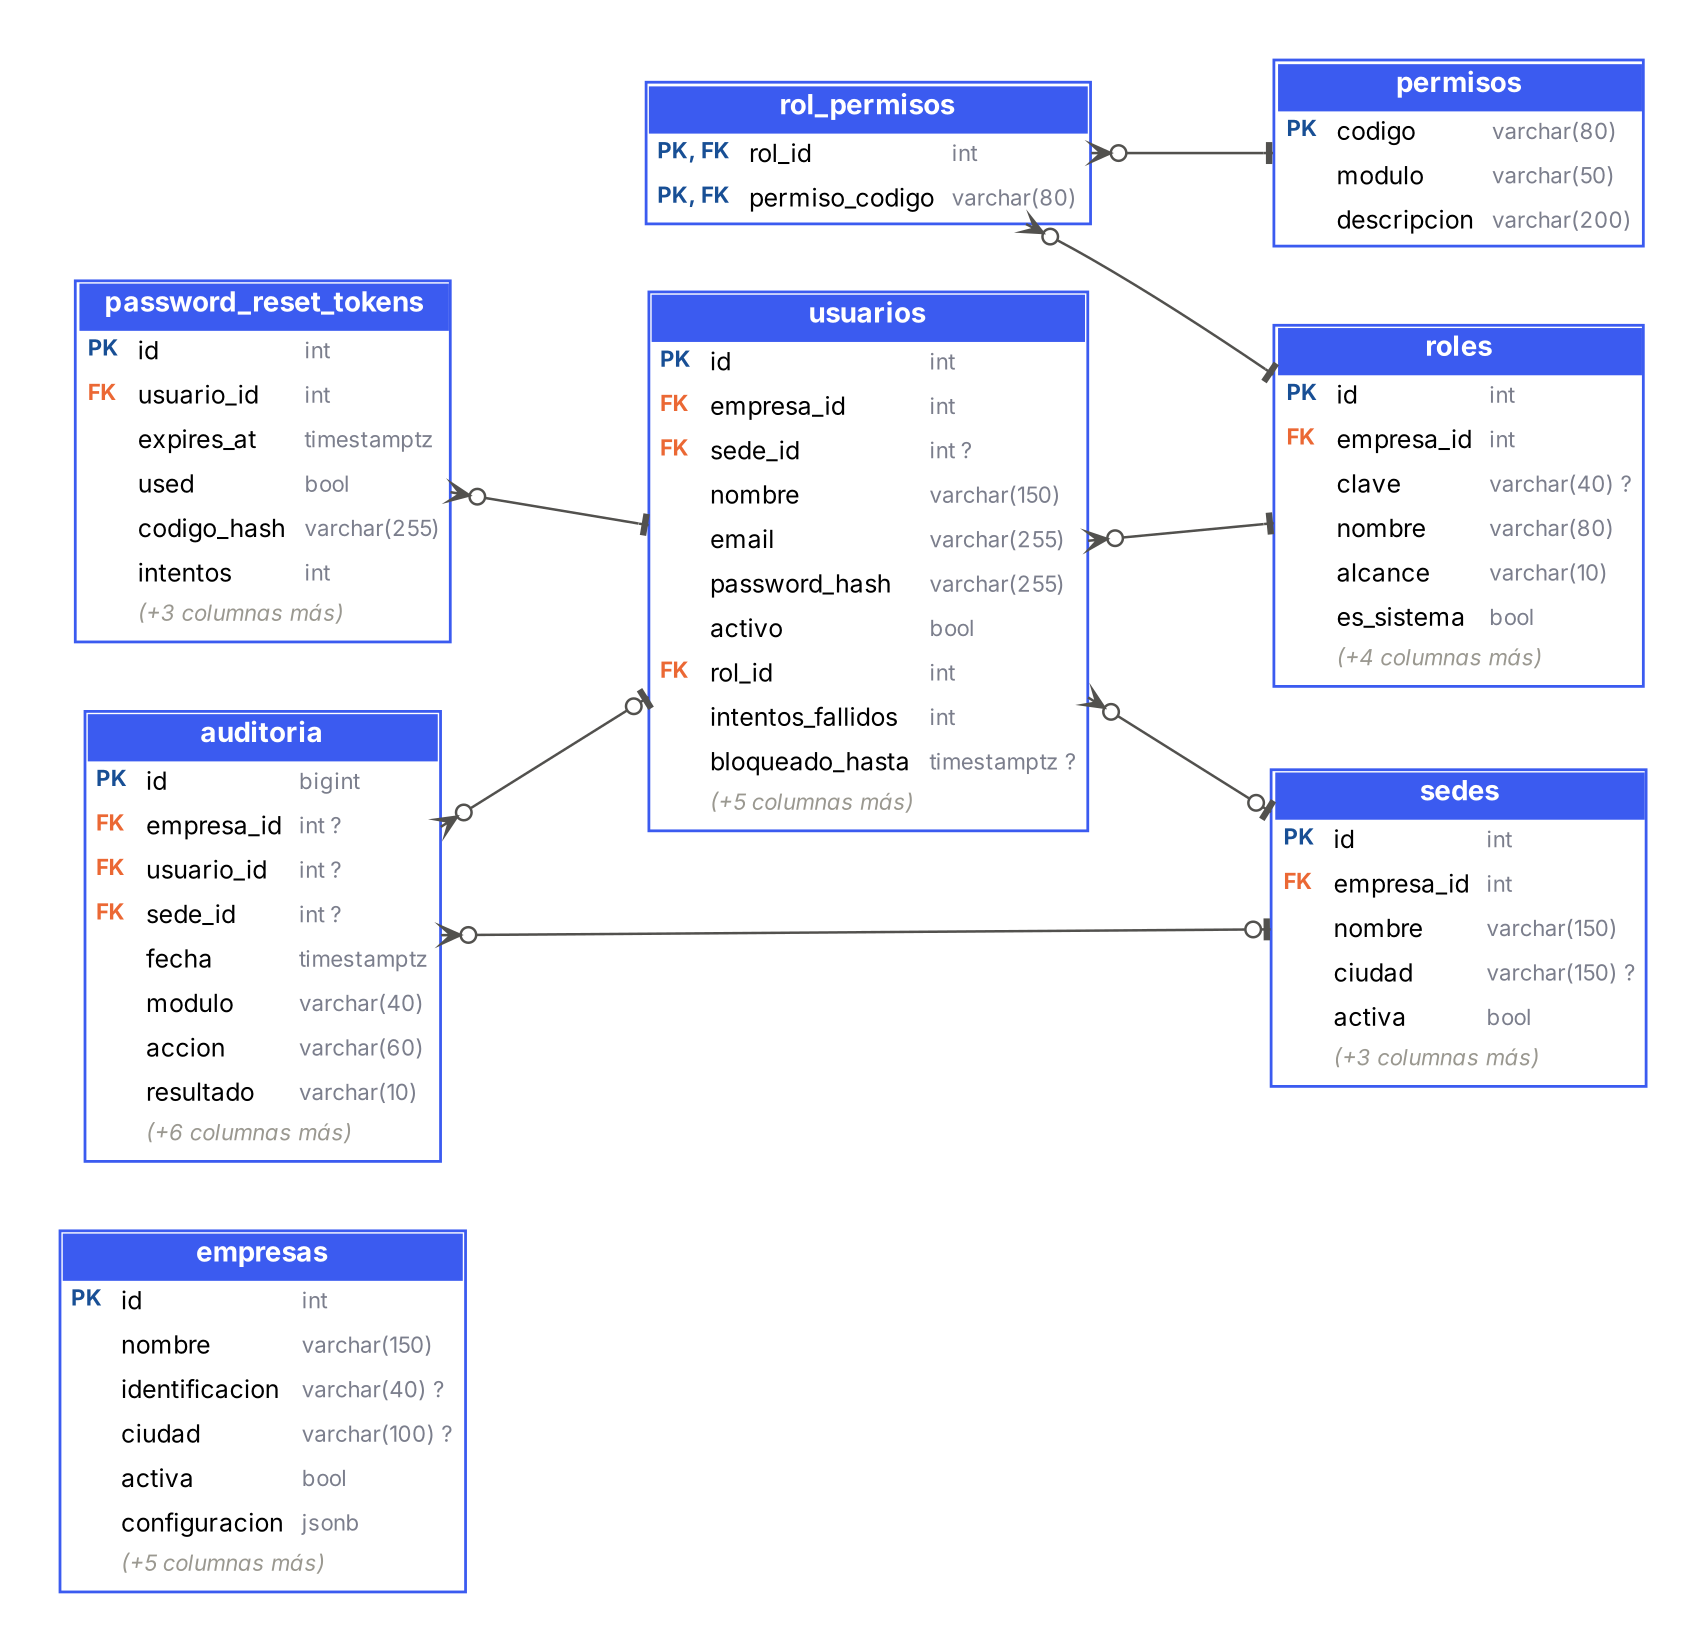 rol_permisos
PK, FK rol_id int
PK, FK permiso_codigo varchar(80)
permisos
PK codigo varchar(80)
modulo varchar(50)
descripcion varchar(200)
password_reset_tokens
PK id int
FK usuario_id int
expires_at timestamptz
used bool
codigo_hash varchar(255)
intentos int
(+3 columnas más)
usuarios
PK id int
FK empresa_id int
FK sede_id int ?
nombre varchar(150)
email varchar(255)
password_hash varchar(255)
activo bool
FK rol_id int
intentos_fallidos int
bloqueado_hasta timestamptz ?
(+5 columnas más)
roles
PK id int
FK empresa_id int
clave varchar(40) ?
nombre varchar(80)
alcance varchar(10)
es_sistema bool
(+4 columnas más)
auditoria
PK id bigint
FK empresa_id int ?
FK usuario_id int ?
FK sede_id int ?
fecha timestamptz
modulo varchar(40)
accion varchar(60)
resultado varchar(10)
(+6 columnas más)
sedes
PK id int
FK empresa_id int
nombre varchar(150)
ciudad varchar(150) ?
activa bool
(+3 columnas más)
empresas
PK id int
nombre varchar(150)
identificacion varchar(40) ?
ciudad varchar(100) ?
activa bool
configuracion jsonb
(+5 columnas más)